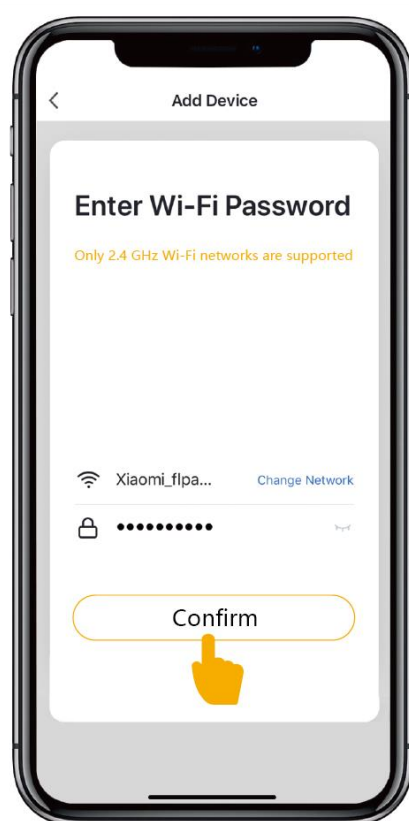 Add Device
Enter Wi-Fi Password
Only 2.4 GHz Wi-Fi networks are supported
Xiaomi_flpa... Change Network
••••••••••
Confirm